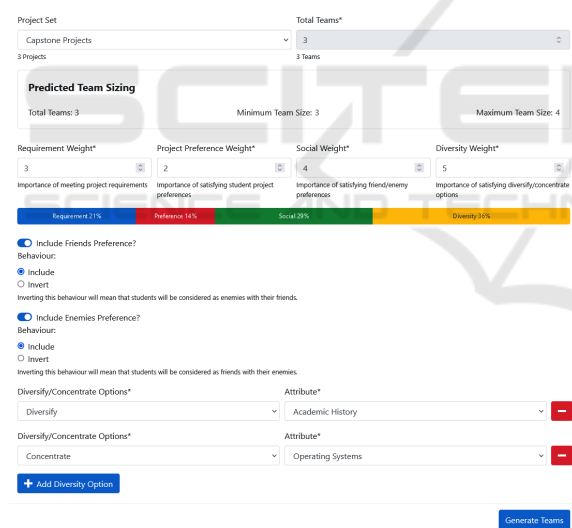 Project Set Total Teams*
Capstone Projects 3
3 Projects 3 Teams
Predicted Team Sizing
Total Teams: 3 Minimum Team Size: 3 Maximum Team Size: 4
Requirement Weight* Project Preference Weight* Social Weight* Diversity Weight*
3 2 4 5
Importance of meeting project requirements Importance of satisfying student project Importance of satisfying friend/enemy Importance of satisfying diversify/concentrate
preferences preferences options
Requirement 21% Preference 14% Social 29% Diversity 36%
SCIENCE AND TECHN
Include Friends Preference?
Behaviour:
Include
Invert
Inverting this behaviour will mean that students will be considered as enemies with their friends.
Include Enemies Preference?
Behaviour:
Include
Invert
Inverting this behaviour will mean that students will be considered as friends with their enemies.
Diversify/Concentrate Options* Attribute*
Diversify Academic History
Diversify/Concentrate Options* Attribute*
Concentrate Operating Systems
+ Add Diversity Option
Generate Teams